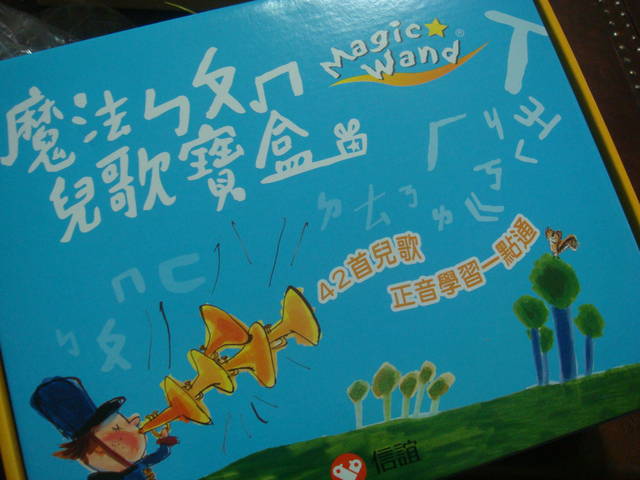 Magic Wand®
魔法ㄅㄆㄇ
兒歌寶盒
42首兒歌
正音學習一點通
信誼